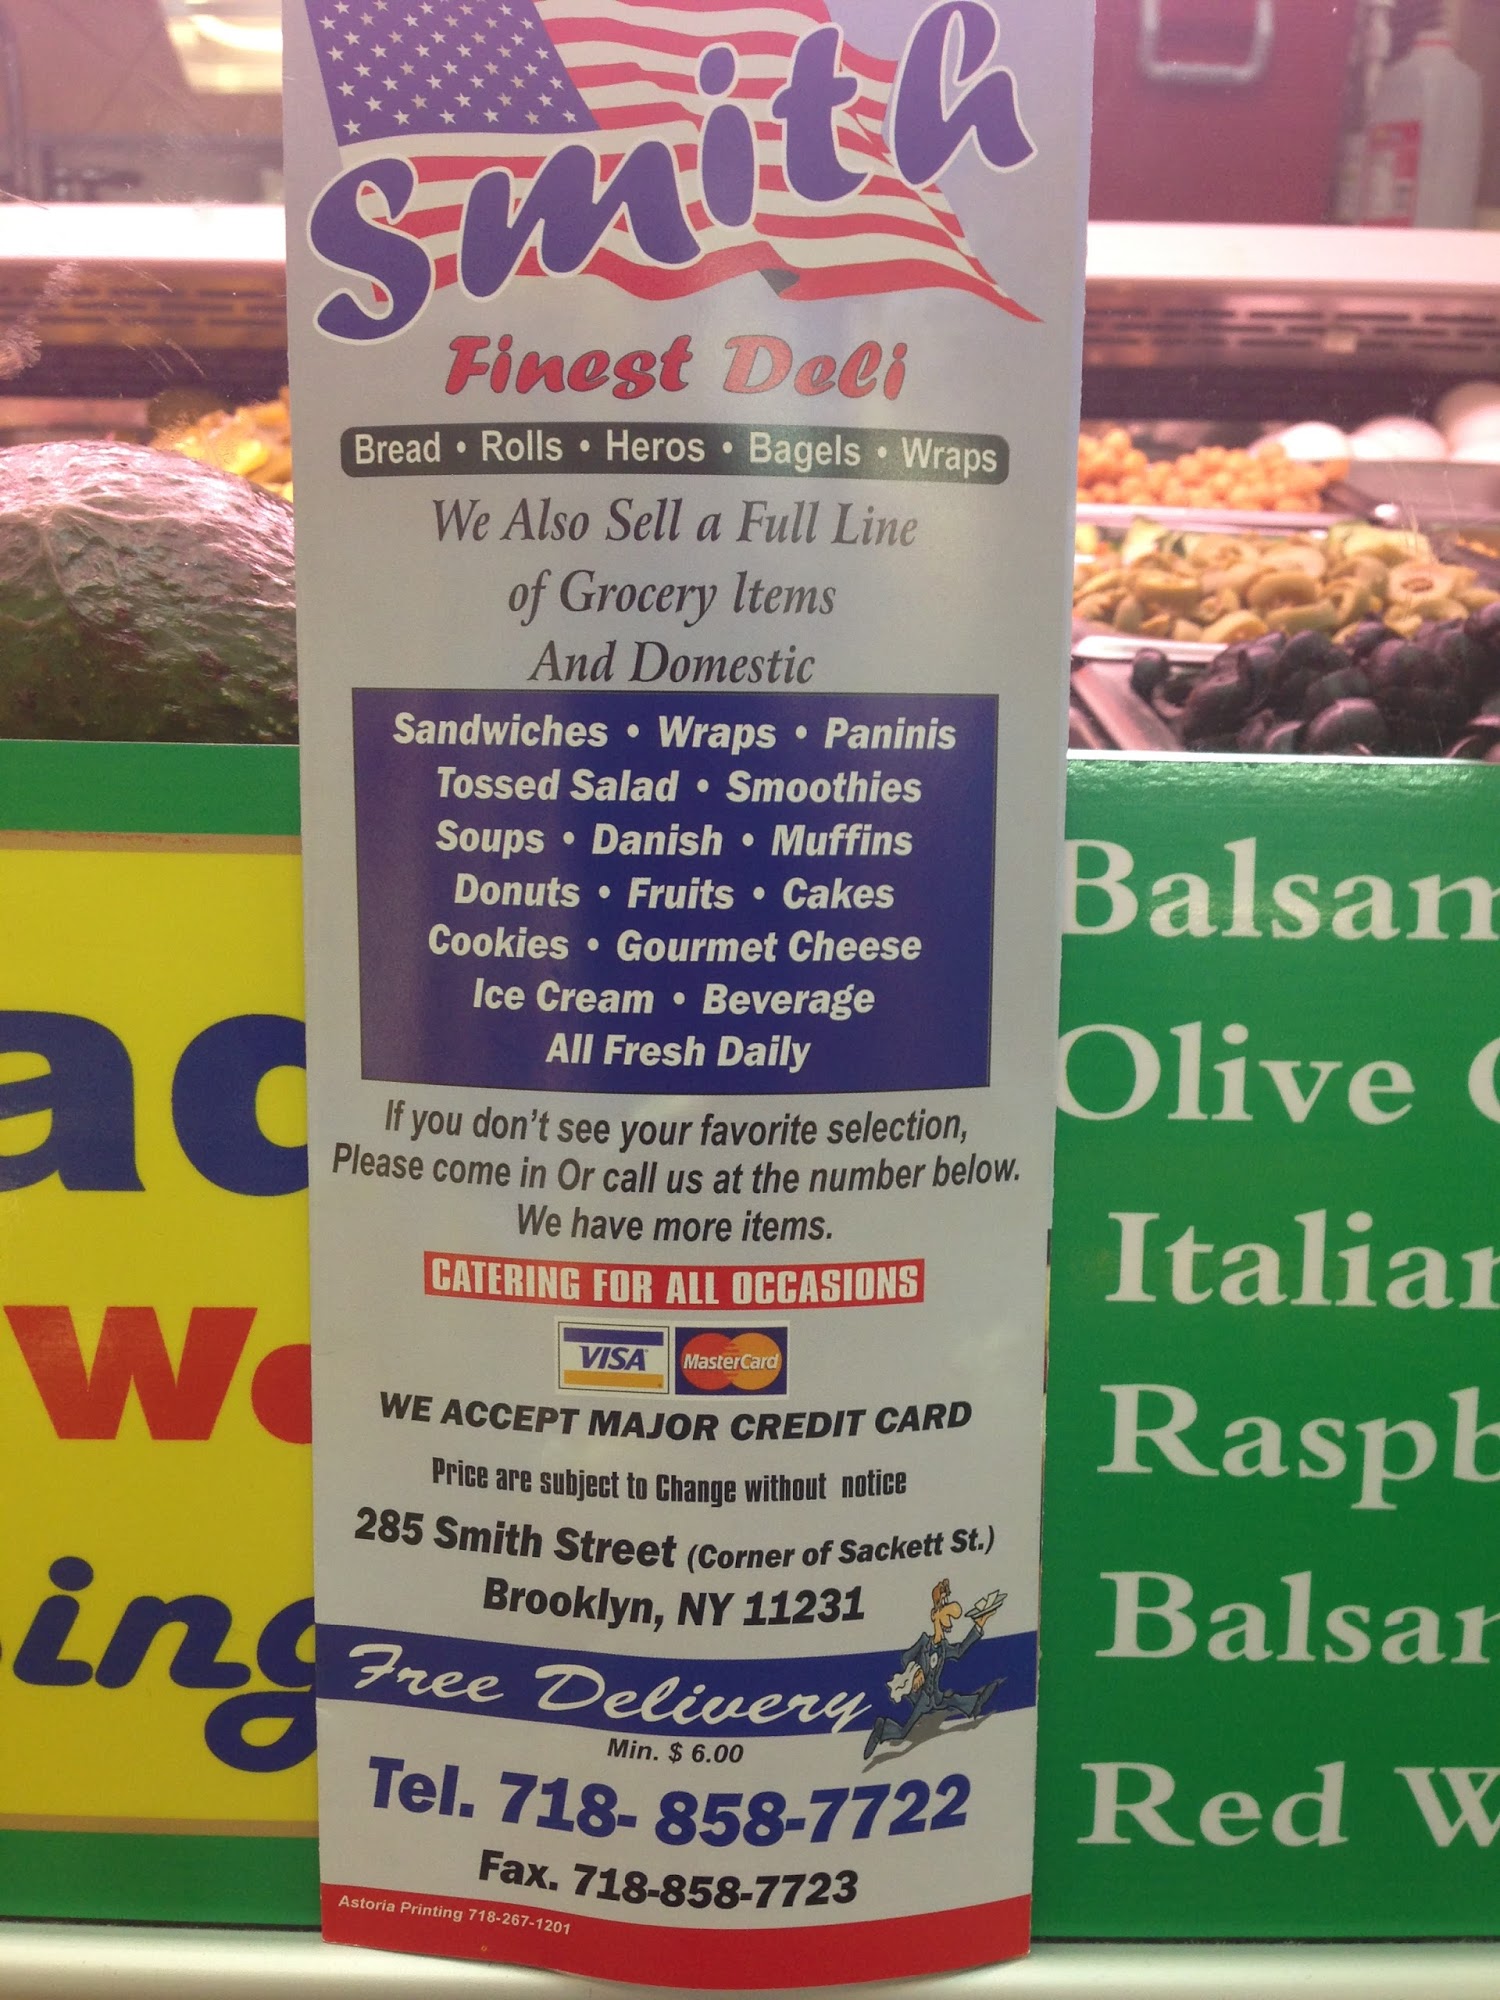 Smith
Finest Deli
Bread • Rolls • Heros • Bagels • Wraps
We Also Sell a Full Line
of Grocery Items
And Domestic
Sandwiches • Wraps • Paninis
Tossed Salad • Smoothies
Soups • Danish • Muffins
Donuts • Fruits • Cakes
Cookies • Gourmet Cheese
Ice Cream • Beverage
All Fresh Daily
If you don't see your favorite selection,
Please come in Or call us at the number below.
We have more items.
CATERING FOR ALL OCCASIONS
VISA MasterCard
WE ACCEPT MAJOR CREDIT CARD
Price are subject to Change without notice
285 Smith Street (Corner of Sackett St.)
Brooklyn, NY 11231
Free Delivery
Min. $ 6.00
Tel. 718- 858-7722
Fax. 718-858-7723
Astoria Printing 718-267-1201
Balsam
Olive
Italian
Raspb
Balsam
Red W
ac
W
ing